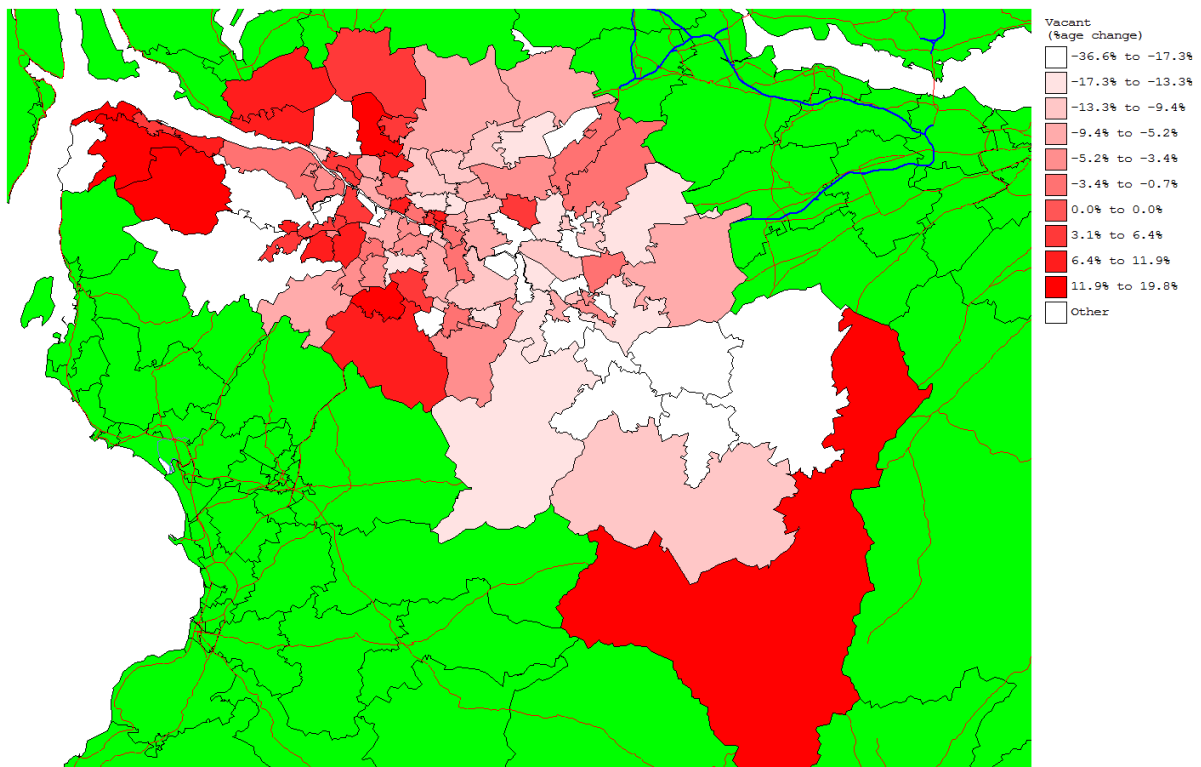 Vacant
(%age change)
-36.6% to -17.3%
-17.3% to -13.3%
-13.3% to -9.4%
-9.4% to -5.2%
-5.2% to -3.4%
-3.4% to -0.7%
0.0% to 0.0%
3.1% to 6.4%
6.4% to 11.9%
11.9% to 19.8%
Other